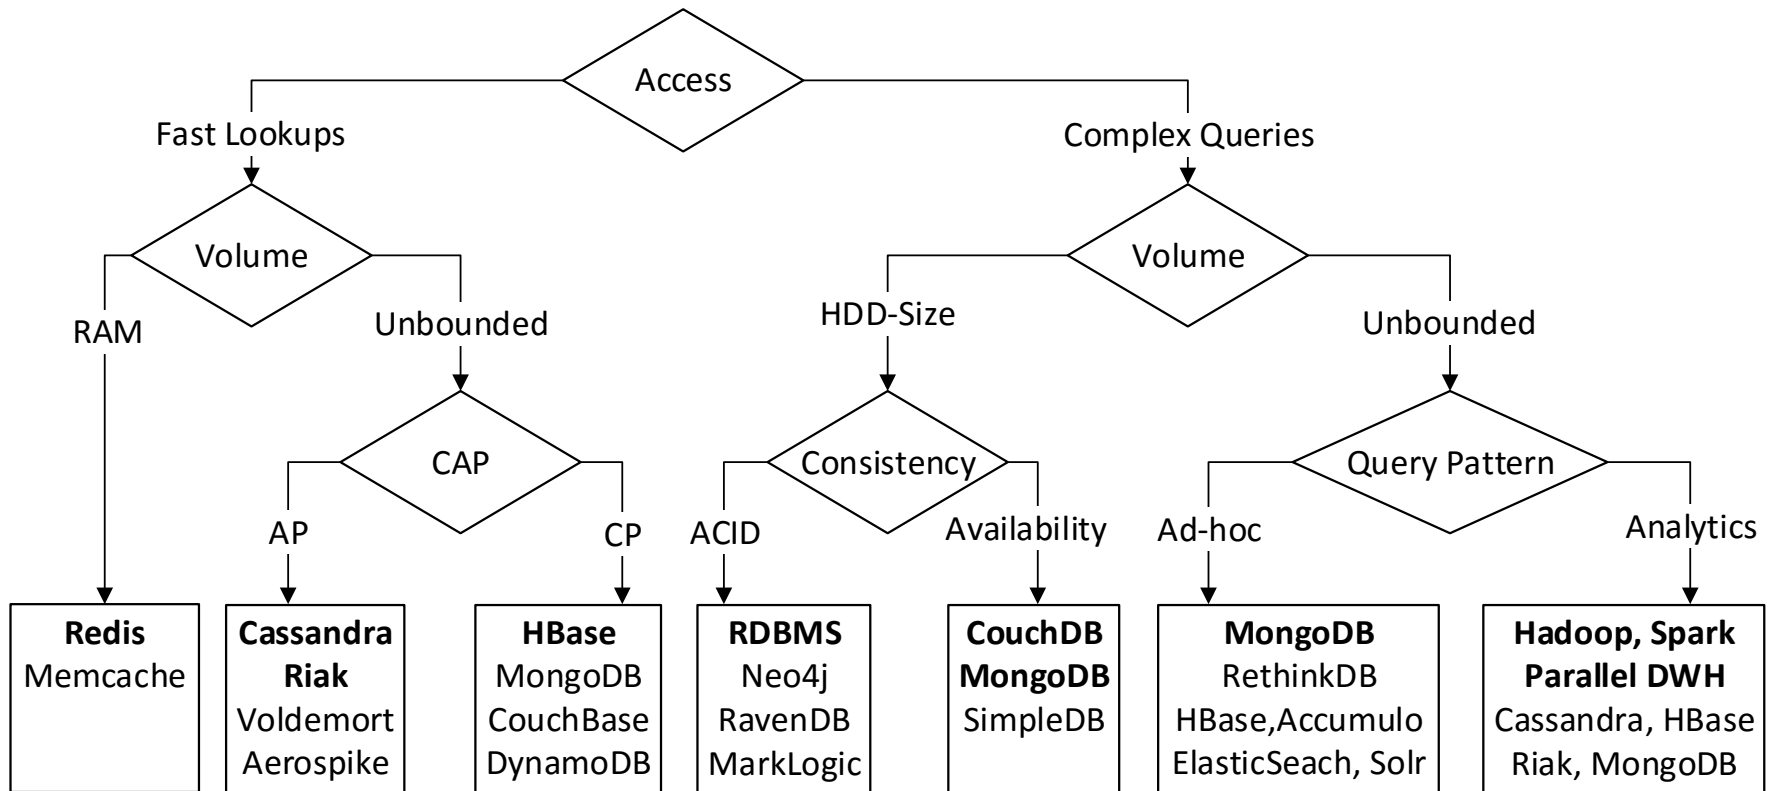 Access
Fast Lookups
Complex Queries
Volume
Volume
RAM
Unbounded
HDD-Size
Unbounded
CAP
Consistency
Query Pattern
AP
CP
ACID
Availability
Ad-hoc
Analytics
Redis
Memcache
Cassandra
Riak
Voldemort
Aerospike
HBase
MongoDB
CouchBase
DynamoDB
RDBMS
Neo4j
RavenDB
MarkLogic
CouchDB
MongoDB
SimpleDB
MongoDB
RethinkDB
HBase,Accumulo
ElasticSeach, Solr
Hadoop, Spark
Parallel DWH
Cassandra, HBase
Riak, MongoDB